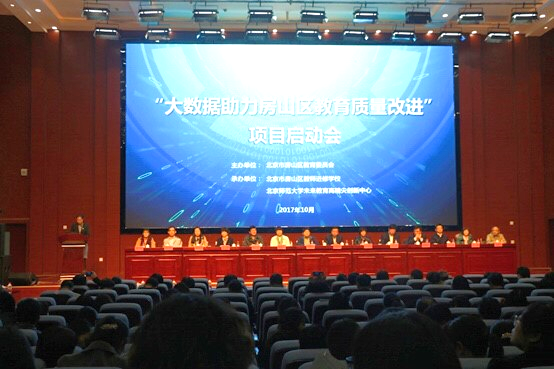 “大数据助力房山区教育质量改进”
项目启动会
主办单位： 北京市房山区教育委员会
承办单位： 北京市房山区教师进修学校
北京师范大学未来教育高精尖创新中心
2017年10月